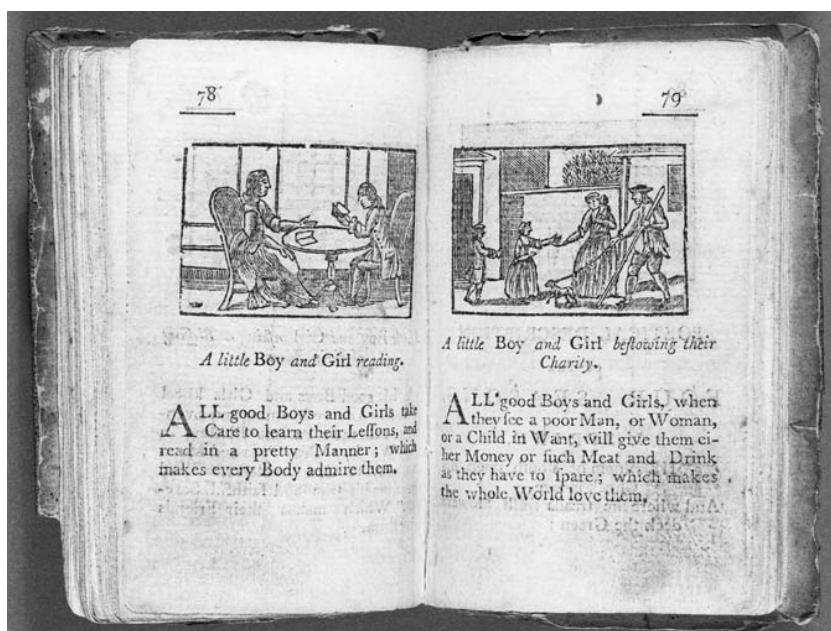 78
A little Boy and Girl reading.
ALL good Boys and Girls take
Care to learn their Leſſons, and
read in a pretty Manner; which
makes every Body admire them.
79
A little Boy and Girl beſtowing their
Charity.
ALL good Boys and Girls, when
they ſee a poor Man, or Woman,
or a Child in Want, will give them ei-
her Money or ſuch Meat and Drink
as they have to ſpare; which makes
the whole World love them.